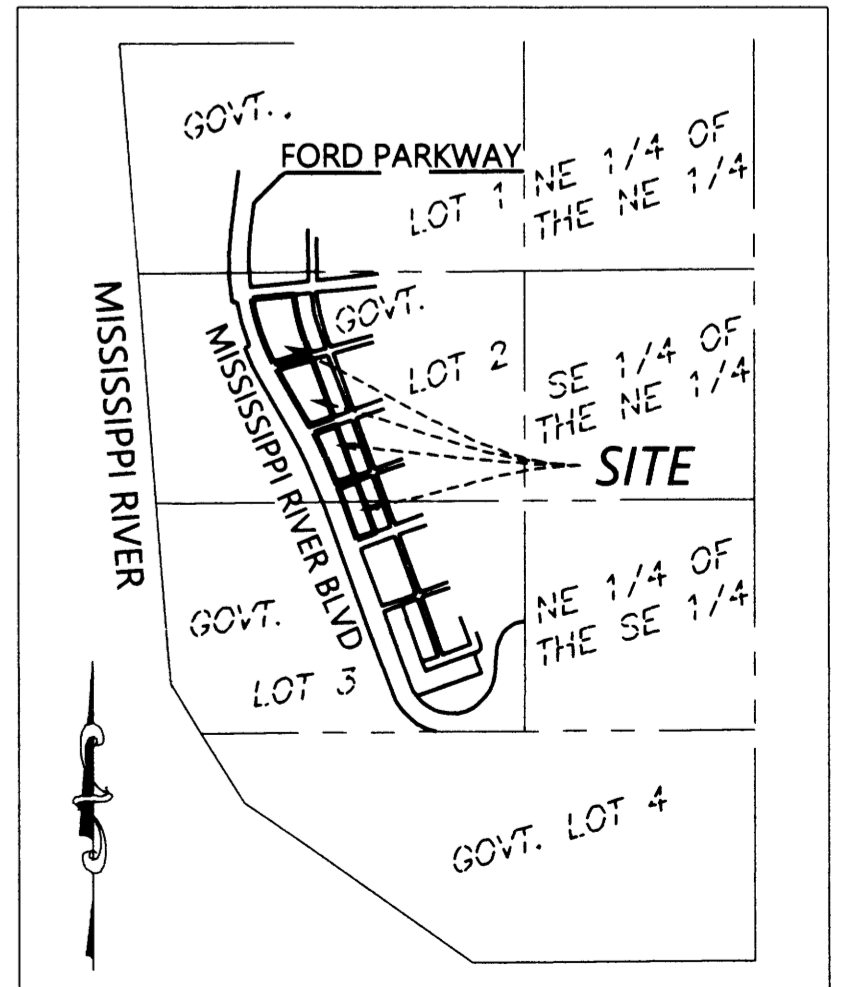 GOVT.
FORD PARKWAY
LOT 1
NE 1/4 OF
THE NE 1/4
MISSISSIPPI RIVER
MISSISSIPPI RIVER BLVD
GOVT.
LOT 2
SE 1/4 OF
THE NE 1/4
SITE
GOVT.
LOT 3
NE 1/4 OF
THE SE 1/4
GOVT. LOT 4